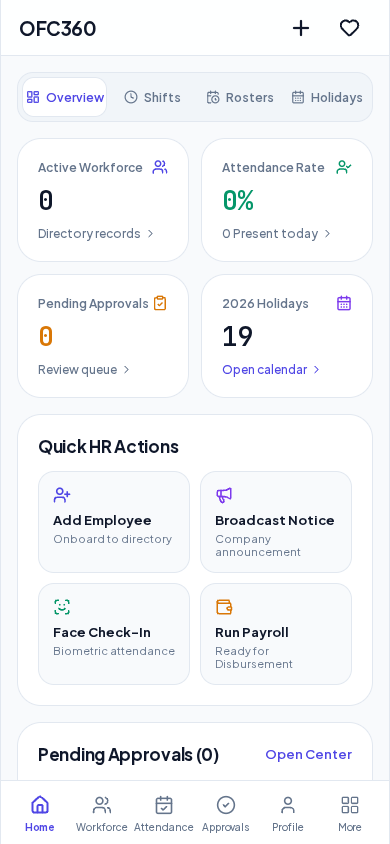 OFC360
Overview
Shifts
Rosters
Holidays
Active Workforce
0
Directory records
Attendance Rate
0%
0 Present today
Pending Approvals
0
Review queue
2026 Holidays
19
Open calendar
Quick HR Actions
Add Employee
Onboard to directory
Broadcast Notice
Company
announcement
Face Check-In
Biometric attendance
Run Payroll
Ready for
Disbursement
Pending Approvals (0)
Open Center
Home
Workforce
Attendance
Approvals
Profile
More